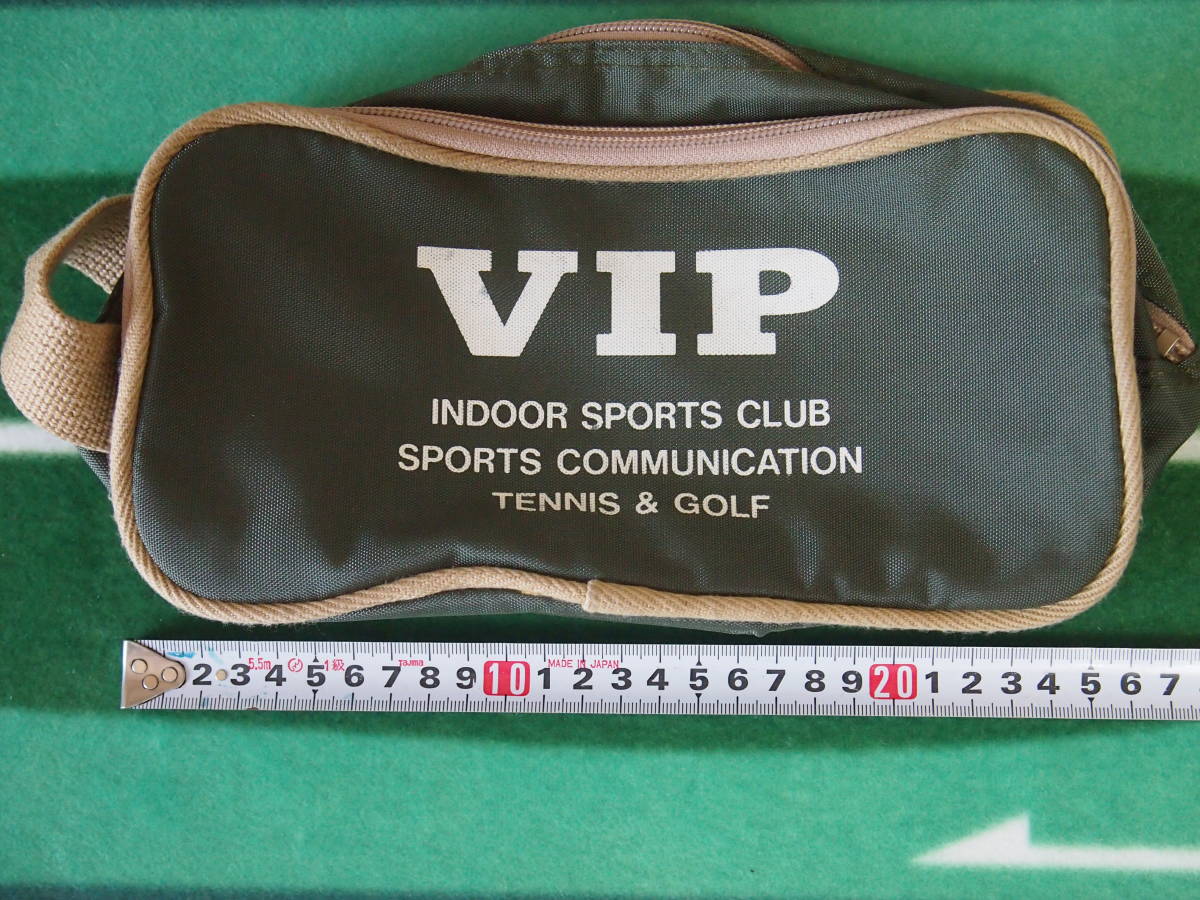 VIP
INDOOR SPORTS CLUB
SPORTS COMMUNICATION
TENNIS & GOLF
5.5m 1級 Tajima MADE IN JAPAN
2 3 4 5 6 7 8 9 10 1 2 3 4 5 6 7 8 9 20 1 2 3 4 5 6 7